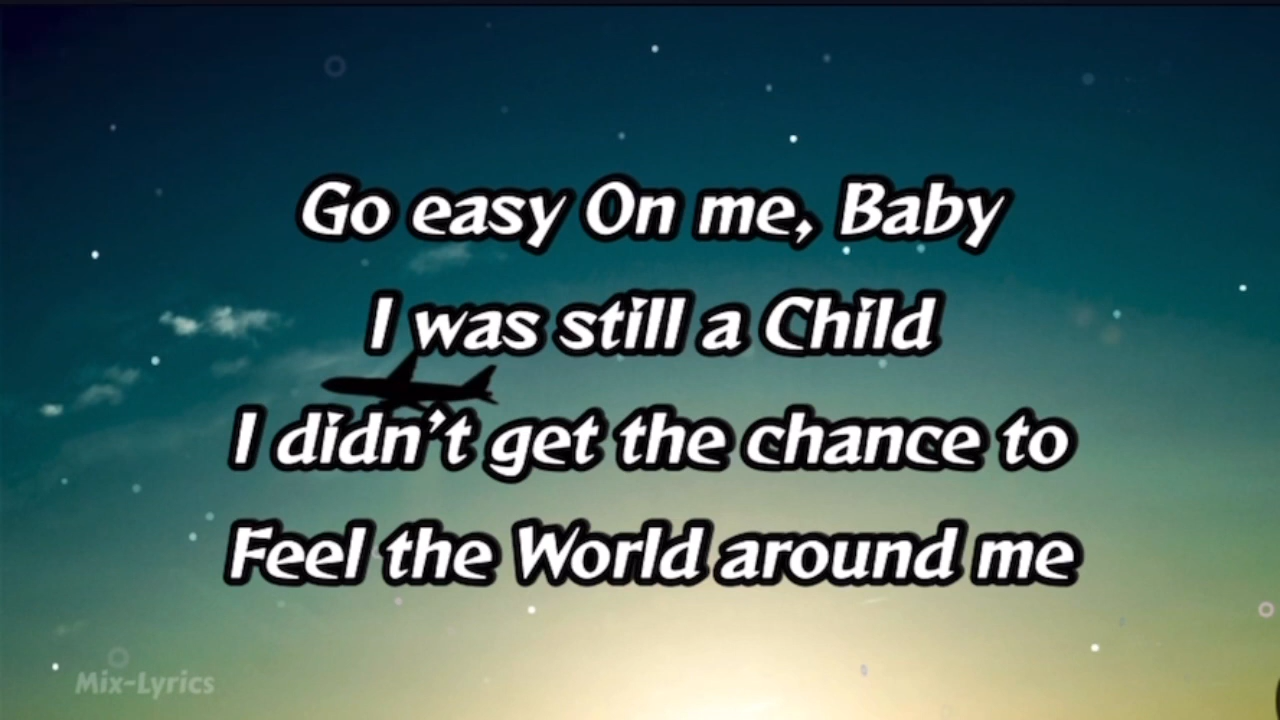 Go easy On me, Baby
I was still a Child
I didn't get the chance to
Feel the World around me
Mix-Lyrics